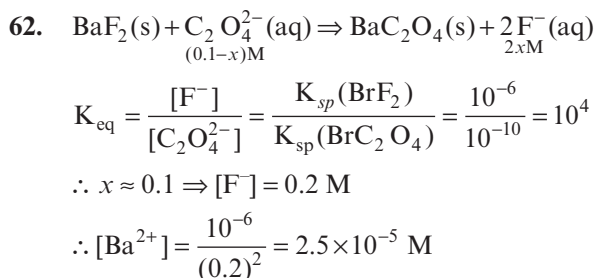 62. BaF₂(s) + C₂O₄²⁻(aq) ⇒ BaC₂O₄(s) + 2F⁻(aq)
(0.1–x)M 2xM
K_eq = [F⁻] / [C₂O₄²⁻] = K_sp(BrF₂) / K_sp(BrC₂O₄) = 10⁻⁶ / 10⁻¹⁰ = 10⁴
∴ x ≈ 0.1 ⇒ [F⁻] = 0.2 M
∴ [Ba²⁺] = 10⁻⁶ / (0.2)² = 2.5×10⁻⁵ M